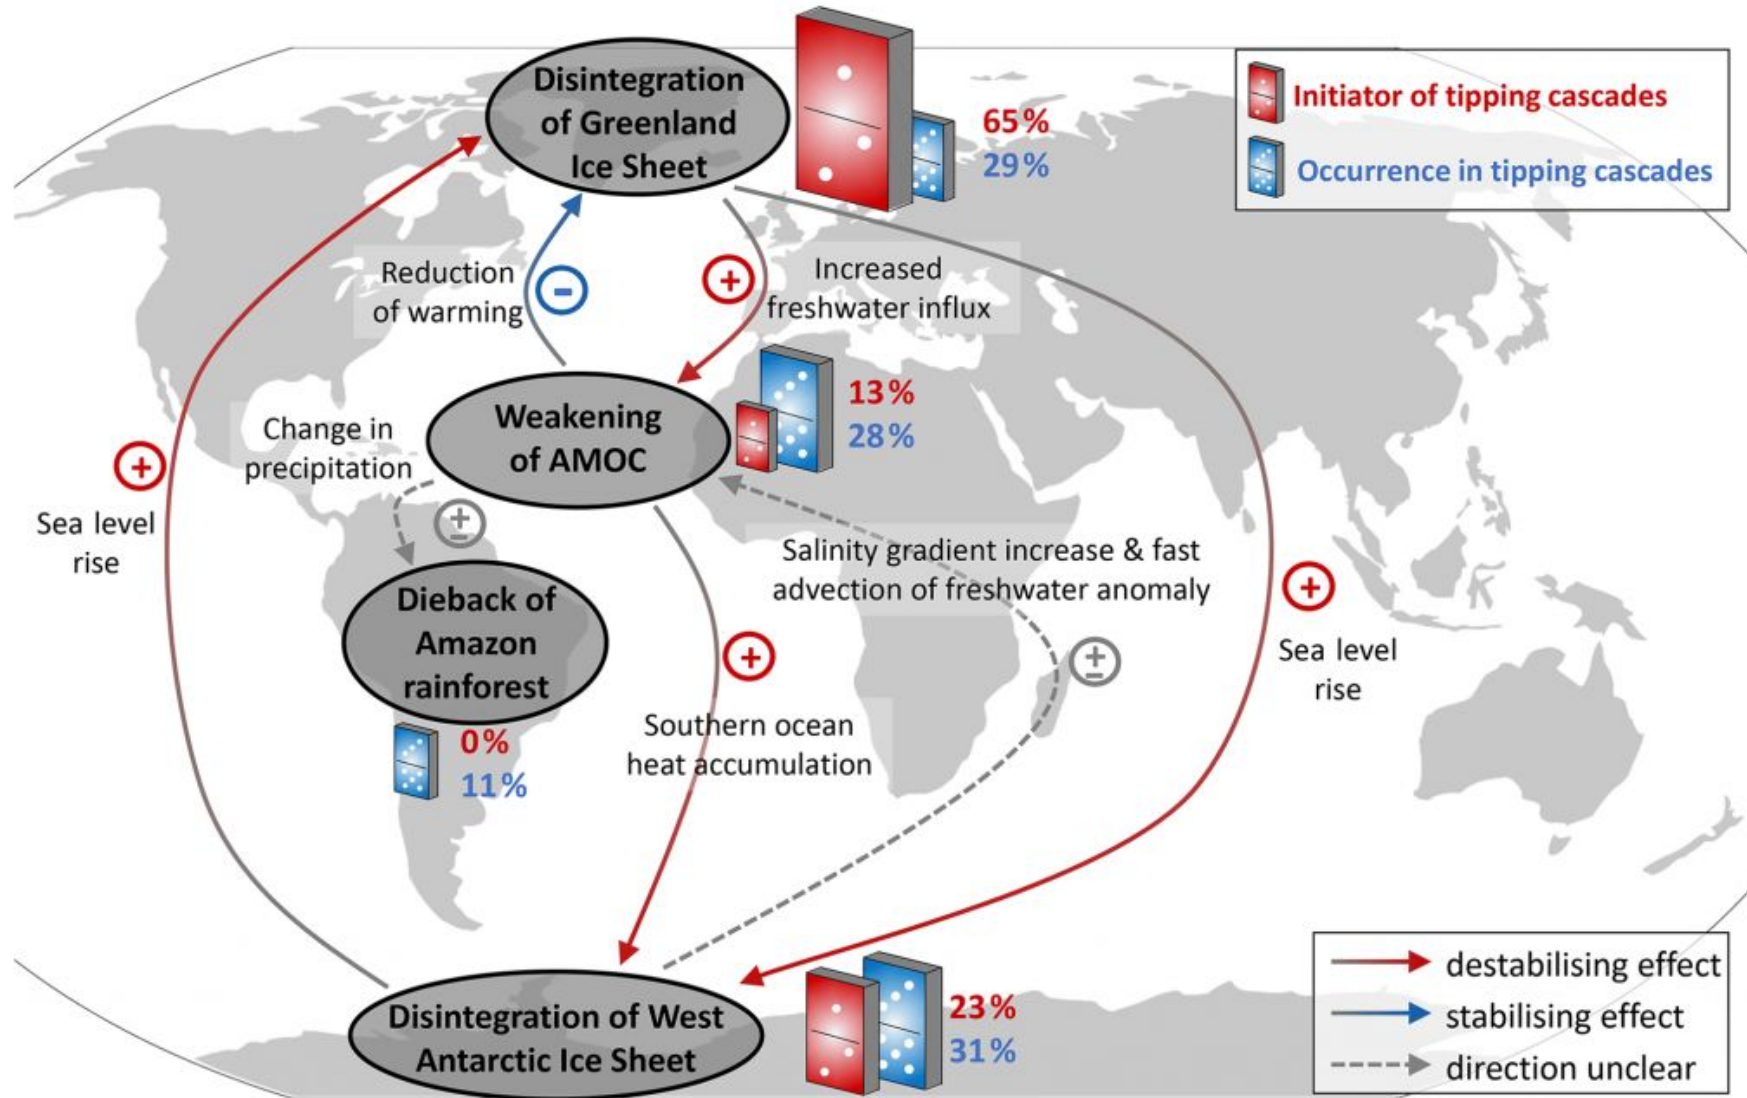 Disintegration
of Greenland
Ice Sheet
65%
29%
Initiator of tipping cascades
Occurrence in tipping cascades
Reduction
of warming
−
+
Increased
freshwater influx
Weakening
of AMOC
13%
28%
Change in
precipitation
±
+
Sea level
rise
Salinity gradient increase & fast
advection of freshwater anomaly
±
+
Sea level
rise
Dieback of
Amazon
rainforest
0%
11%
+
Southern ocean
heat accumulation
Disintegration of West
Antarctic Ice Sheet
23%
31%
destabilising effect
stabilising effect
direction unclear